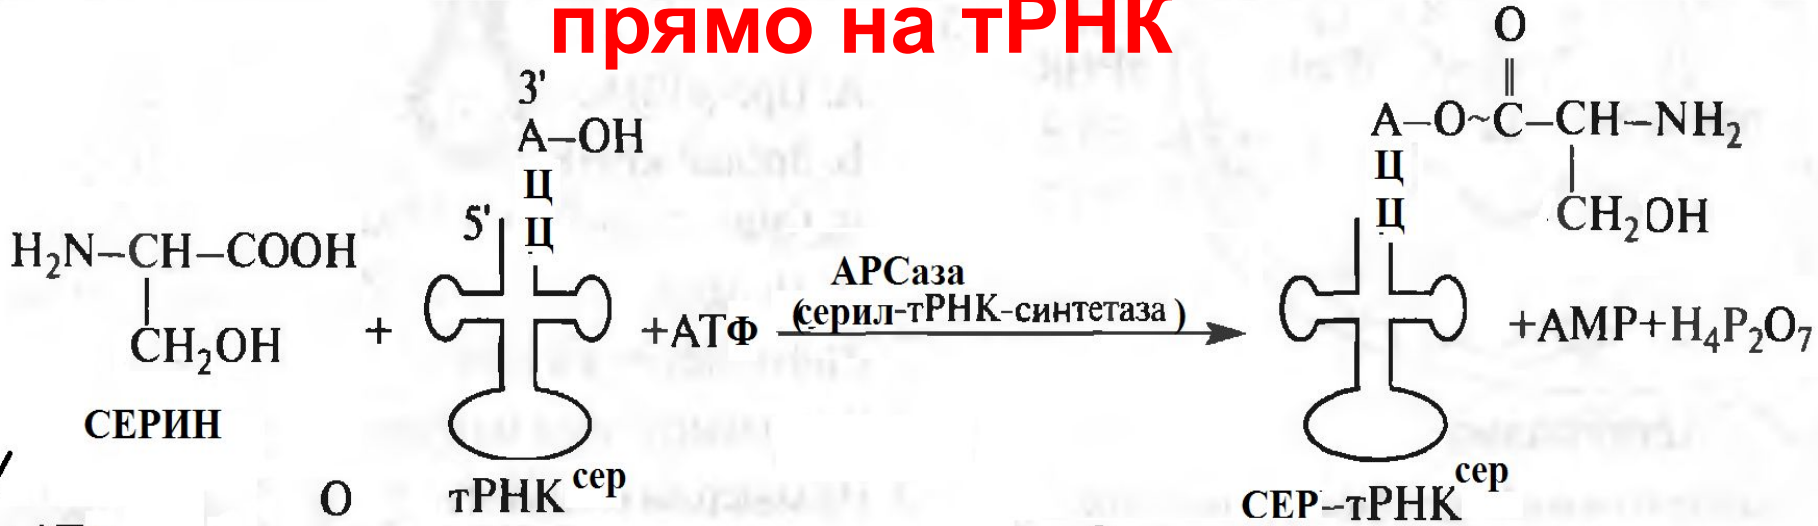 прямо на тРНК
3'
A–OH
Ц
5' Ц
H₂N–CH–COOH
CH₂OH
СЕРИН
+
+АТФ
АРСаза
(серил-тРНК-синтетаза)
тРНК сер
O
A–O~C–CH–NH₂
Ц
Ц
CH₂OH
+АМР+H₄P₂O₇
СЕР–тРНК сер
O